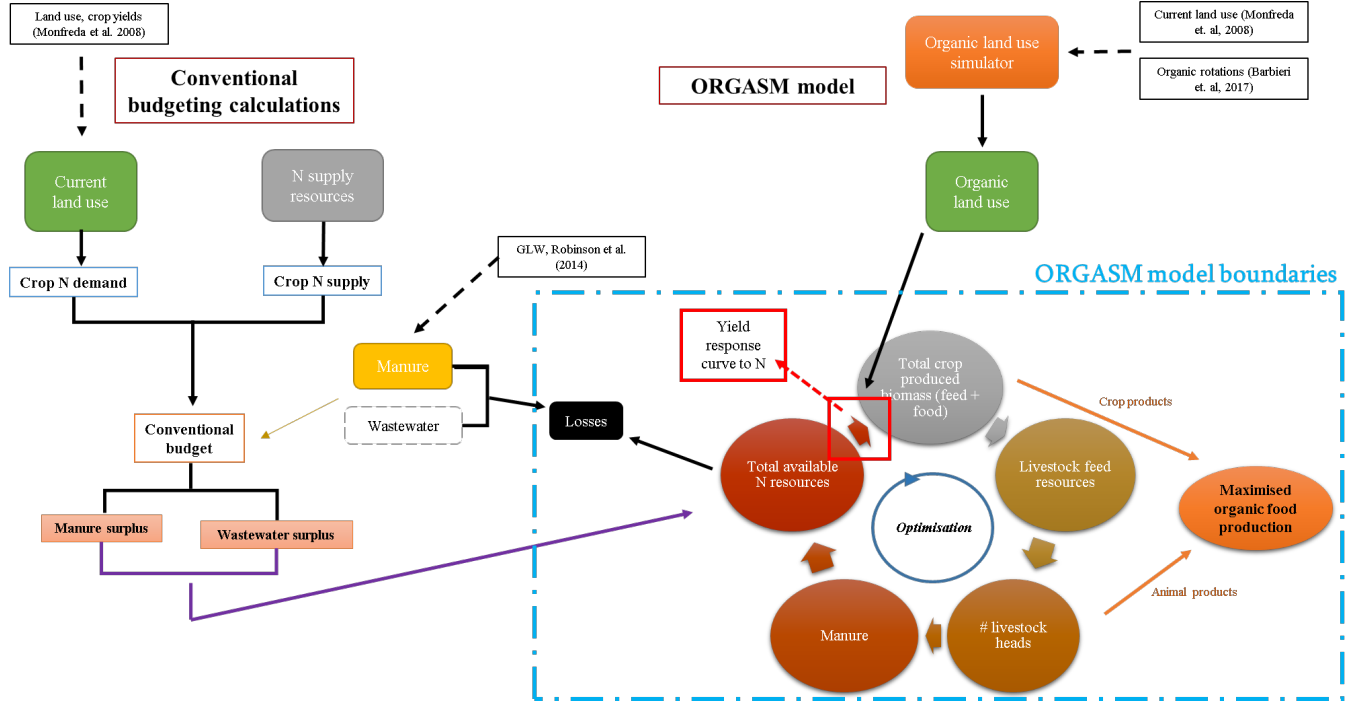 Land use, crop yields
(Monfreda et al. 2008)
Conventional
budgeting calculations
ORGASM model
Organic land use
simulator
Current land use (Monfreda
et. al, 2008)
Organic rotations (Barbieri
et. al, 2017)
Current
land use
N supply
resources
Organic
land use
GLW, Robinson et al.
(2014)
Crop N demand
Crop N supply
ORGASM model boundaries
Yield
response
curve to N
Total crop
produced
biomass (feed +
food)
Manure
Wastewater
Losses
Crop products
Conventional
budget
Total available
N resources
Livestock feed
resources
Maximised
organic food
production
Optimisation
Manure surplus
Wastewater surplus
Animal products
Manure
# livestock
heads